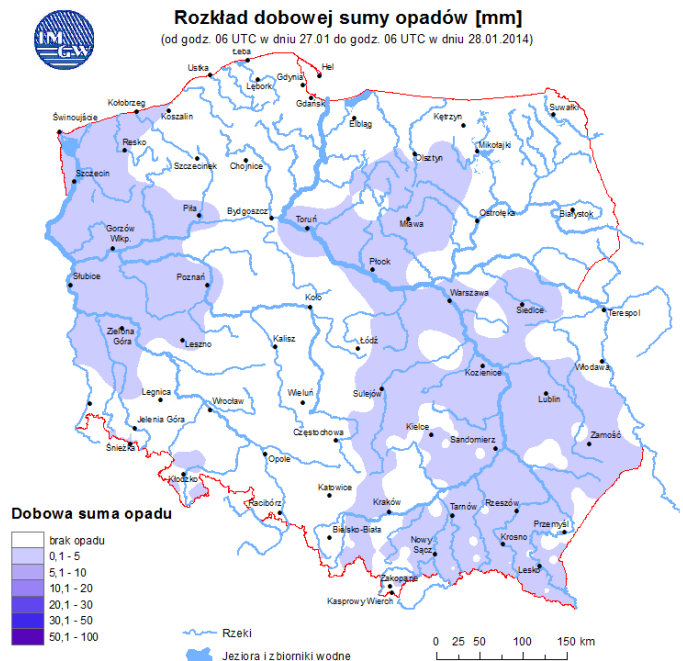 IM
GW
Rozkład dobowej sumy opadów [mm]
(od godz. 06 UTC w dniu 27.01 do godz. 06 UTC w dniu 28.01.2014)
Łeba
Ustka
Hel
Gdynia
Lębork
Gdańsk
Kołobrzeg
Koszalin
Suwałki
Świnoujście
Elbląg
Kętrzyn
Resko
Mikołajki
Olsztyn
Szczecinek
Chojnice
Szczecin
Piła
Bydgoszcz
Toruń
Mława
Ostrołęka
Białystok
Gorzów
Wlkp.
Płock
Słubice
Poznań
Koło
Warszawa
Siedlce
Terespol
Zielona
Góra
Leszno
Kalisz
Łódź
Kozienice
Włodawa
Legnica
Wrocław
Wieluń
Sulejów
Lublin
Jelenia Góra
Częstochowa
Kielce
Sandomierz
Zamość
Śnieżka
Opole
Kłodzko
Katowice
Racibórz
Kraków
Tarnów
Rzeszów
Bielsko-Biała
Przemyśl
Nowy
Sącz
Krosno
Lesko
Zakopane
Kasprowy Wierch
Dobowa suma opadu
brak opadu
0,1 - 5
5,1 - 10
10,1 - 20
20,1 - 30
30,1 - 50
50,1 - 100
Rzeki
Jeziora i zbiorniki wodne
0 25 50 100 150 km